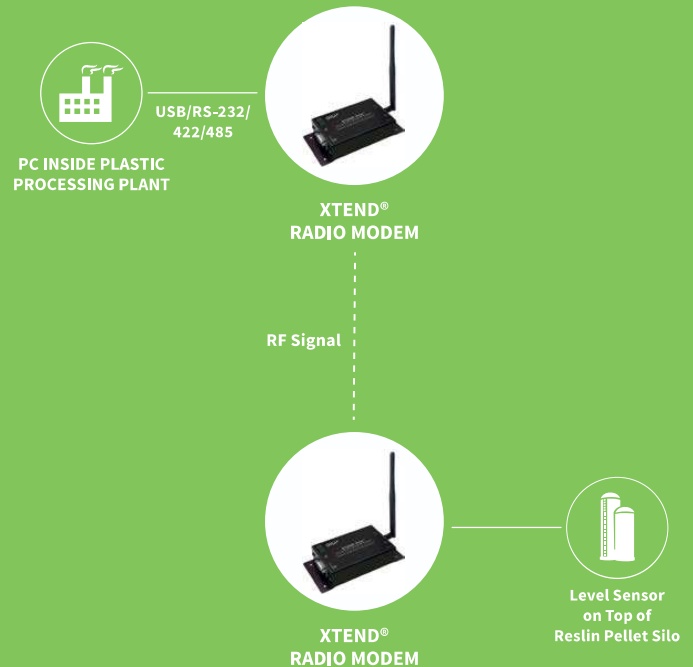 USB/RS-232/
422/485
PC INSIDE PLASTIC
PROCESSING PLANT
XTEND®
RADIO MODEM
RF Signal
XTEND®
RADIO MODEM
Level Sensor
on Top of
Reslin Pellet Silo